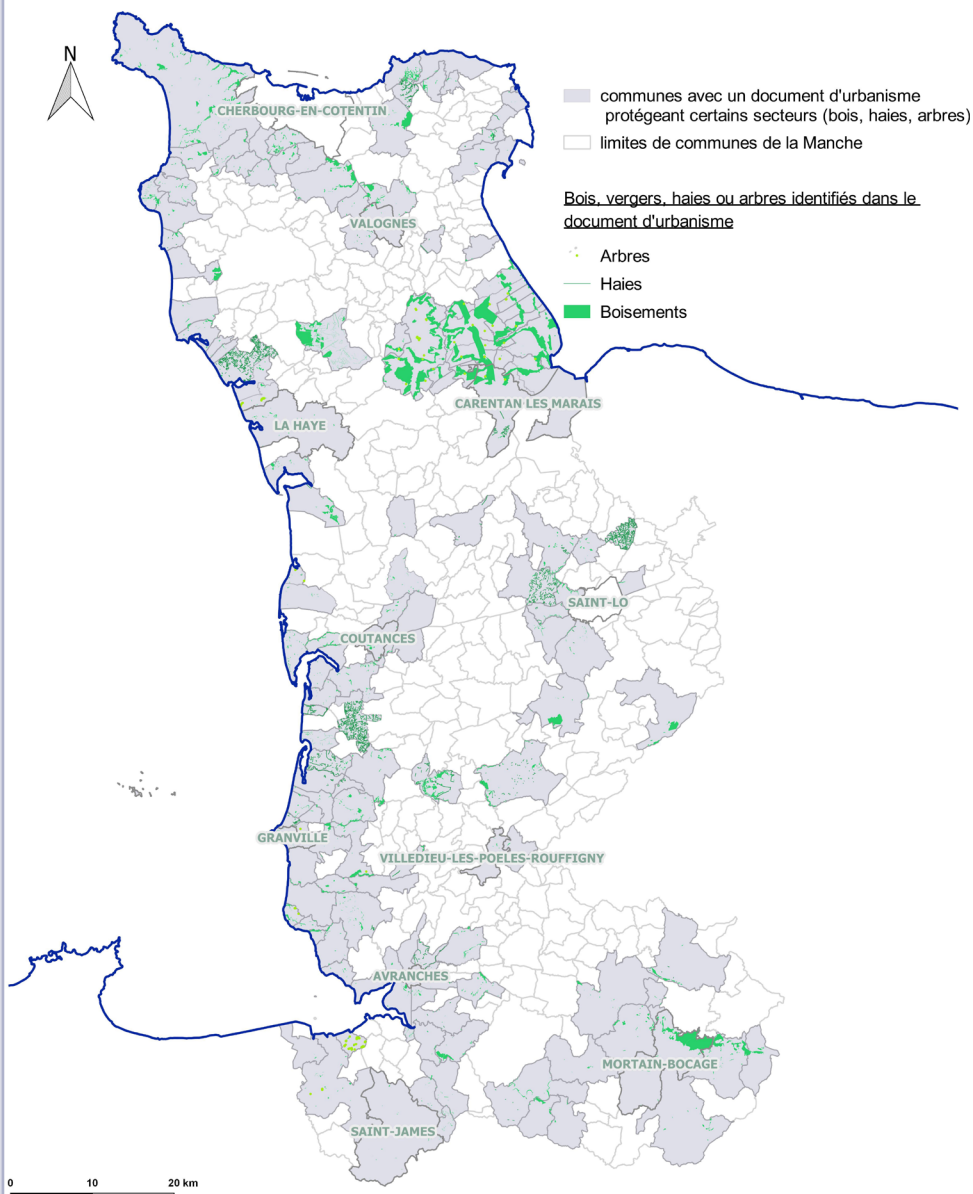 N
communes avec un document d'urbanisme
protégeant certains secteurs (bois, haies, arbres)
limites de communes de la Manche
Bois, vergers, haies ou arbres identifiés dans le
document d'urbanisme
Arbres
Haies
Boisements
CHERBOURG-EN-COTENTIN
VALOGNES
CARENTAN LES MARAIS
LA HAYE
SAINT-LO
COUTANCES
GRANVILLE
VILLEDIEU-LES-POELES-ROUFFIGNY
AVRANCHES
MORTAIN-BOCAGE
SAINT-JAMES
0 10 20 km